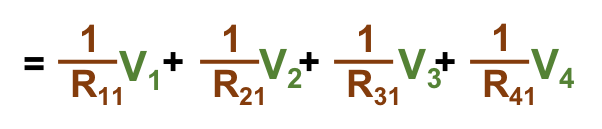 = 1/R₁₁ V₁ + 1/R₂₁ V₂ + 1/R₃₁ V₃ + 1/R₄₁ V₄